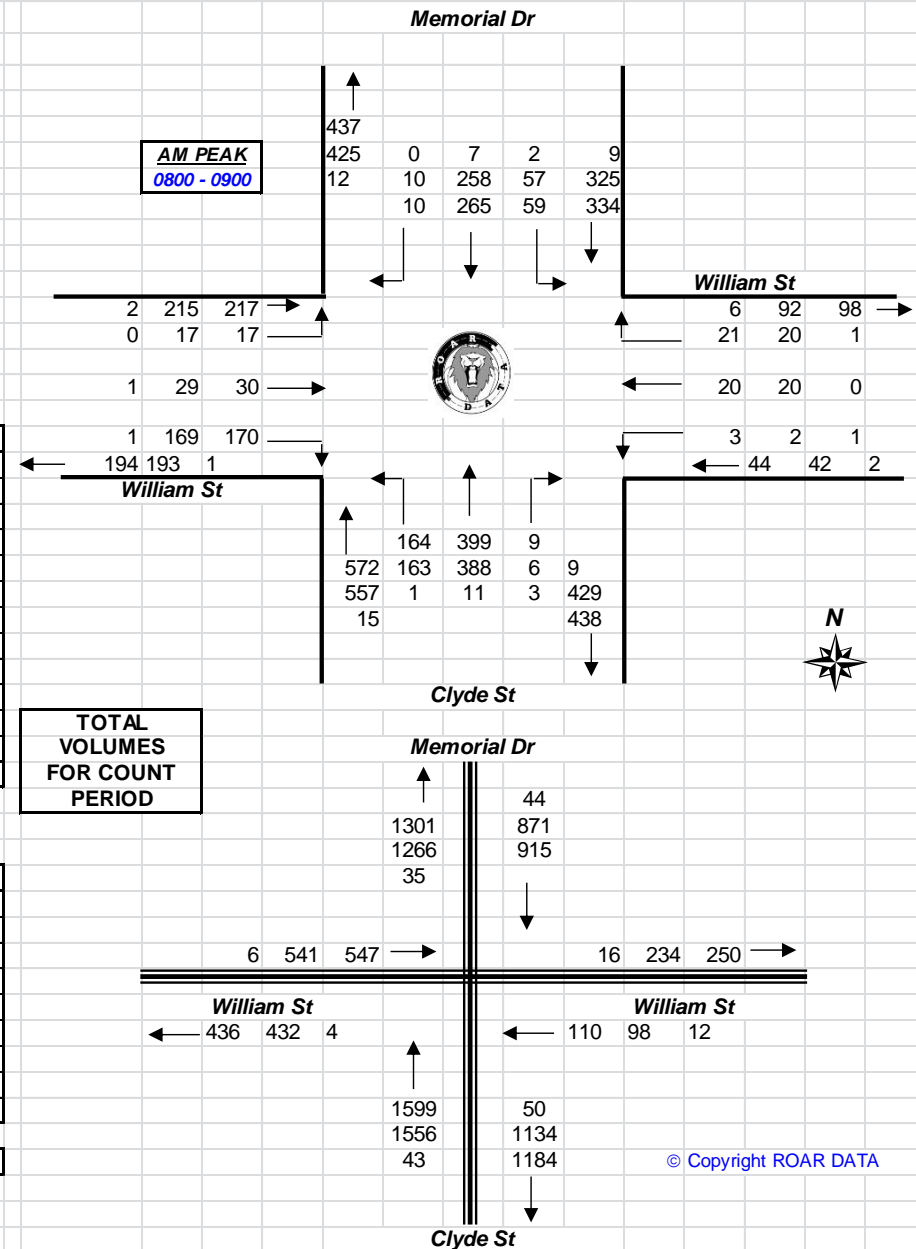 Memorial Dr
437
AM PEAK 425 0 7 2 9
0800 - 0900 12 10 258 57 325
10 265 59 334
William St
2 215 217 6 92 98
0 17 17 21 20 1
ROAR DATA
1 29 30 20 20 0
1 169 170 3 2 1
194 193 1 44 42 2
William St
164 399 9
572 163 388 6 9
557 1 11 3 429
15 438
N
Clyde St
TOTAL
VOLUMES
FOR COUNT
PERIOD
Memorial Dr
44
1301 871
1266 915
35
6 541 547 16 234 250
William St William St
436 432 4 110 98 12
1599 50
1556 1134
43 1184
© Copyright ROAR DATA
Clyde St